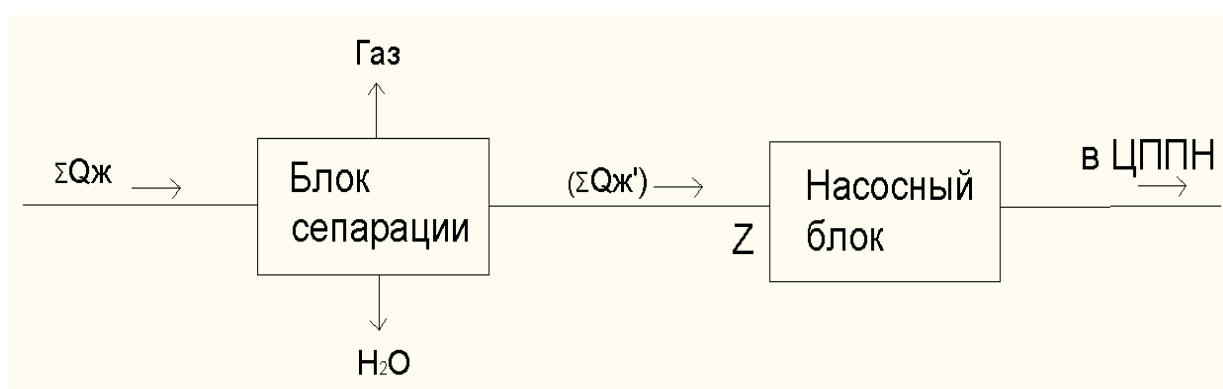 Газ
ΣQж
Блок
сепарации
(ΣQж')
Z
Насосный
блок
в ЦППН
H₂O